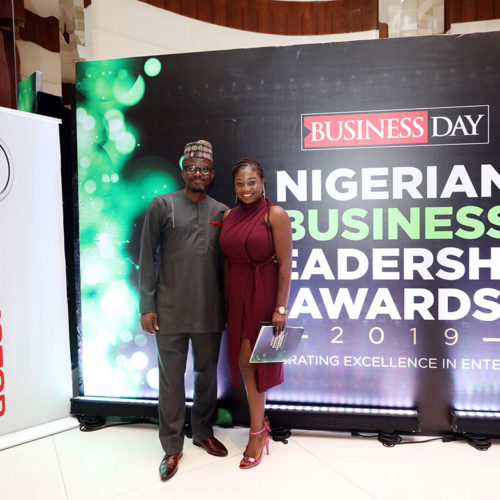 BUSINESS DAY
NIGERIAN
BUSINESS
EADERSH
AWARDS
2019
RATING EXCELLENCE IN ENTE